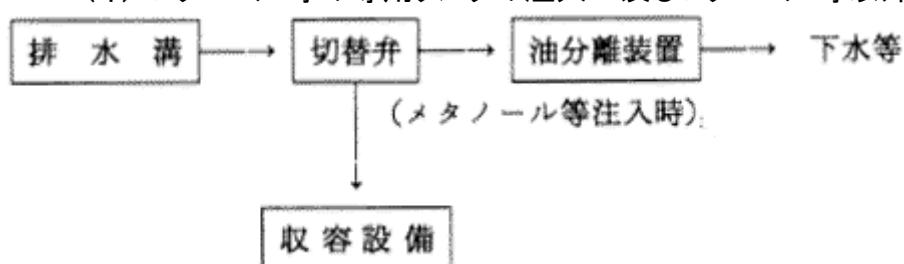 排水溝 → 切替弁 → 油分離装置 → 下水等
(メタノール等注入時)
収容設備